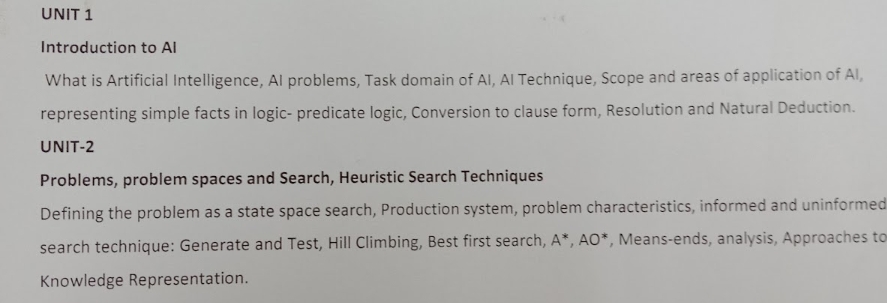 UNIT 1
Introduction to AI
What is Artificial Intelligence, AI problems, Task domain of AI, AI Technique, Scope and areas of application of AI,
representing simple facts in logic- predicate logic, Conversion to clause form, Resolution and Natural Deduction.
UNIT-2
Problems, problem spaces and Search, Heuristic Search Techniques
Defining the problem as a state space search, Production system, problem characteristics, informed and uninformed
search technique: Generate and Test, Hill Climbing, Best first search, A*, AO*, Means-ends, analysis, Approaches to
Knowledge Representation.